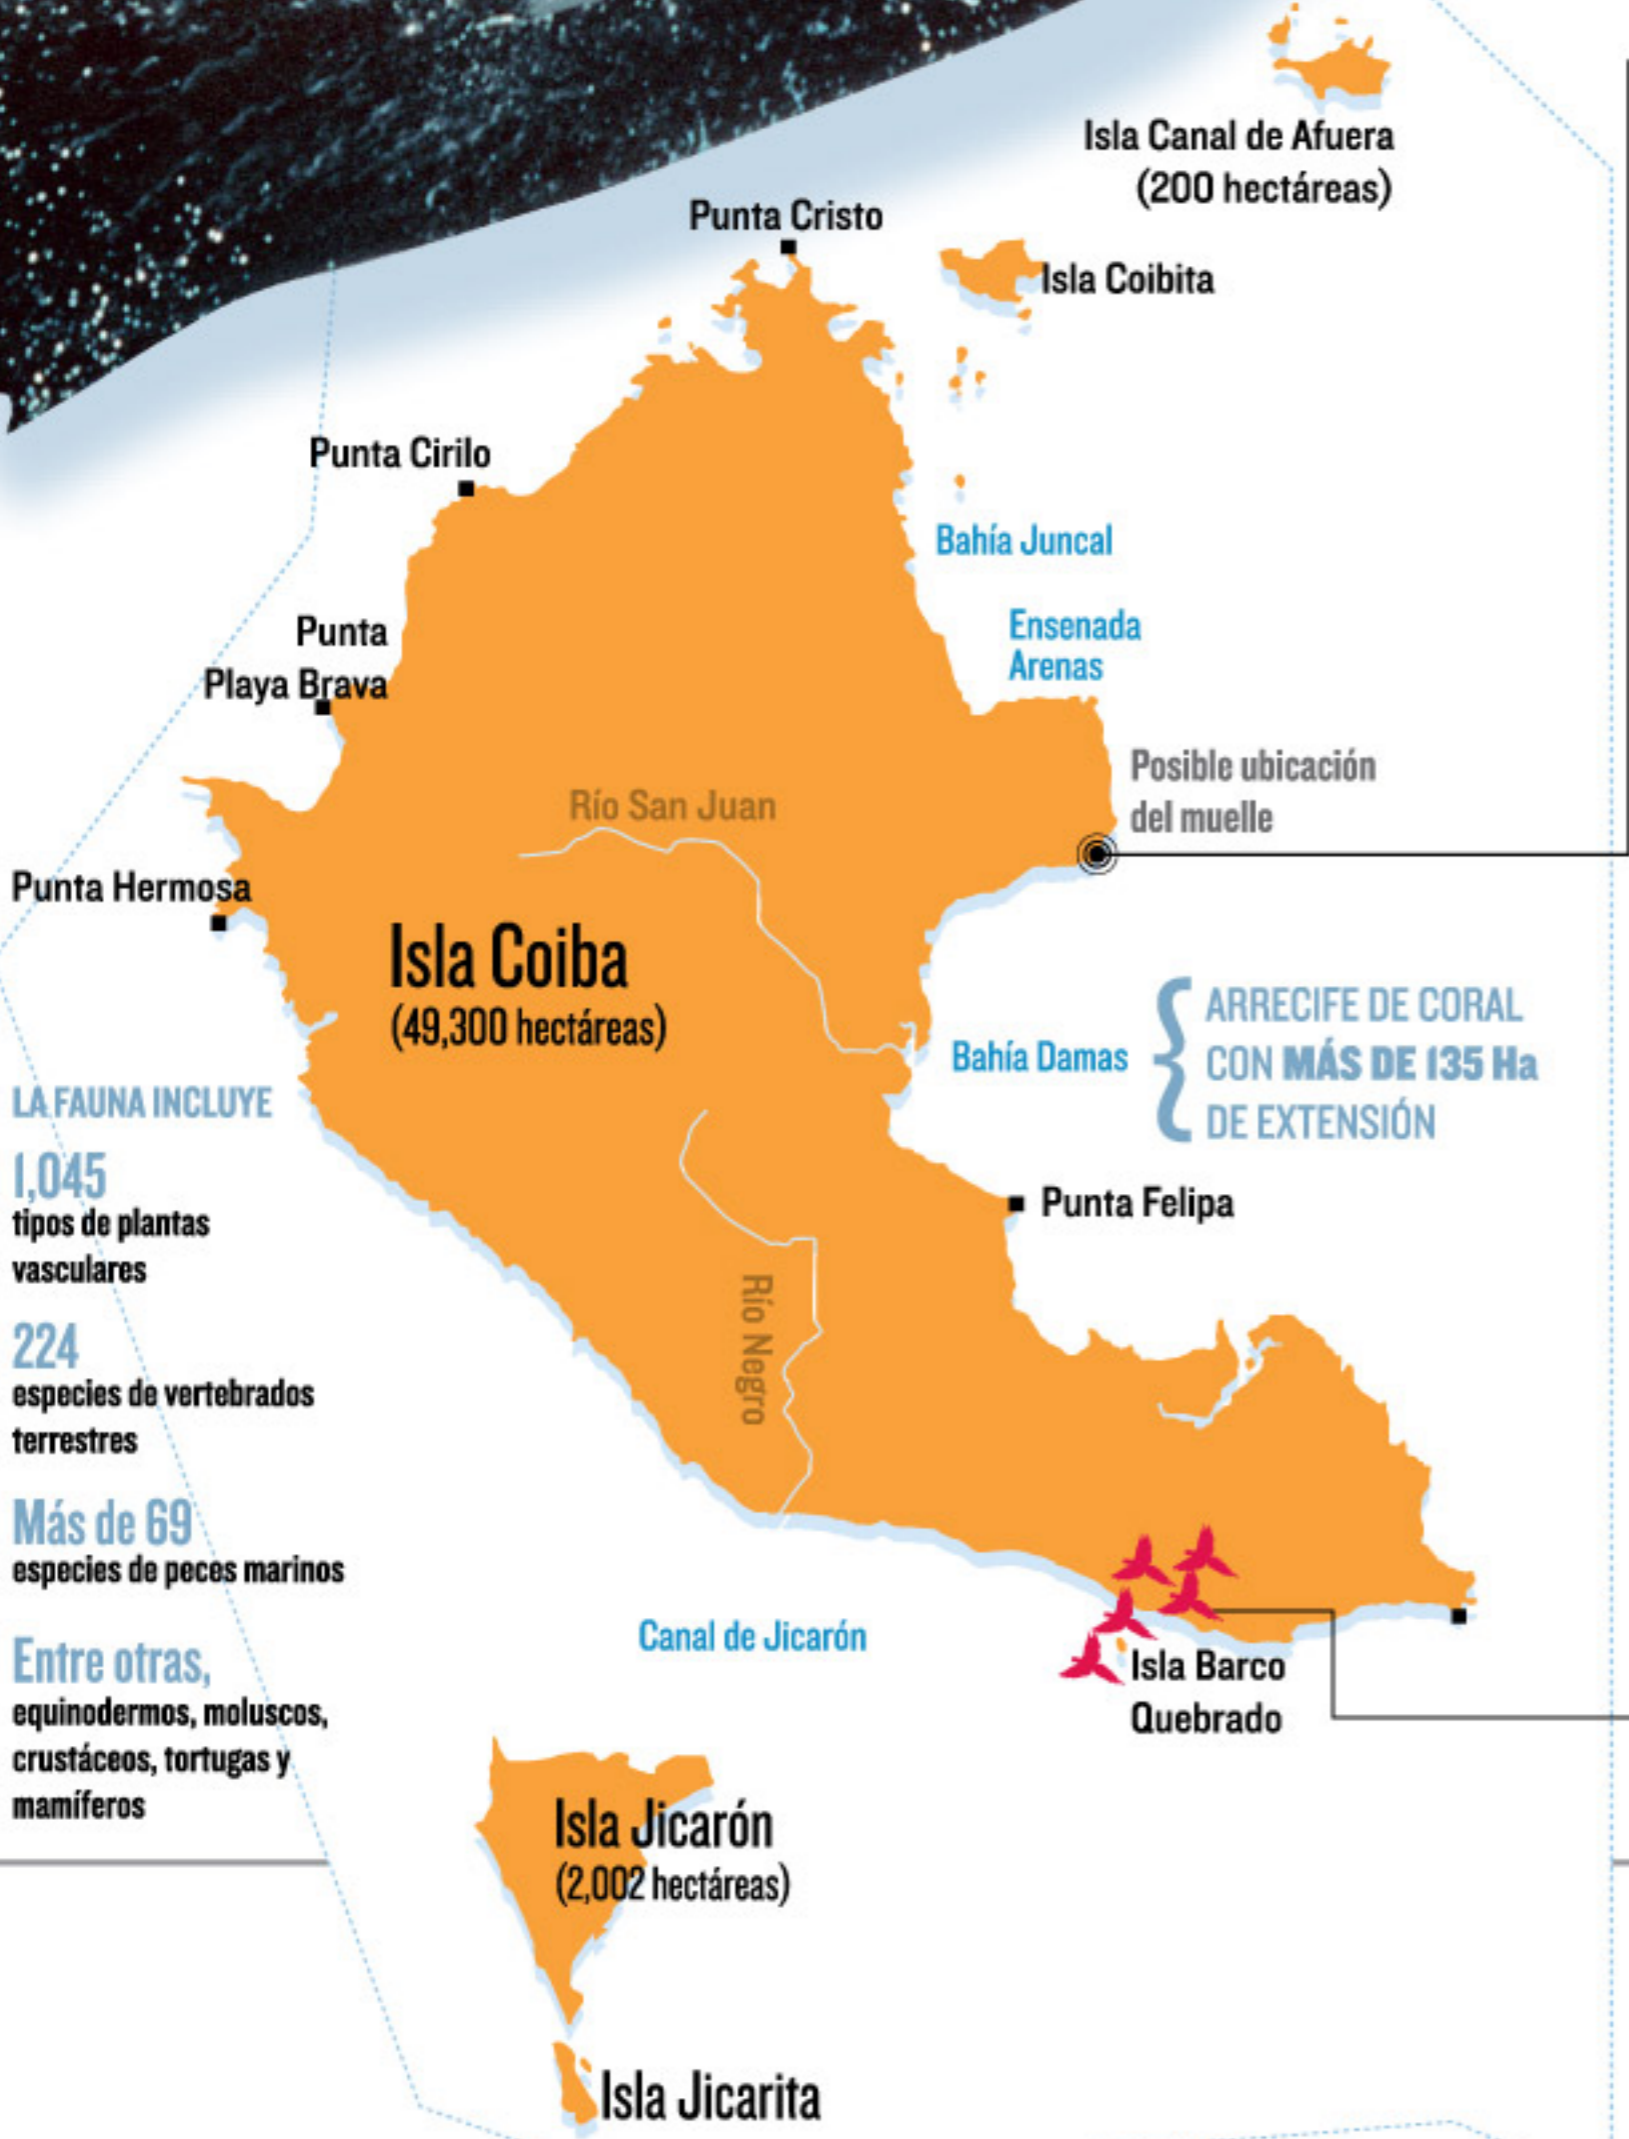 Isla Canal de Afuera
(200 hectáreas)
Punta Cristo
Isla Coibita
Punta Cirilo
Bahía Juncal
Punta
Playa Brava
Ensenada
Arenas
Posible ubicación
del muelle
Río San Juan
Punta Hermosa
Isla Coiba
(49,300 hectáreas)
Bahía Damas
ARRECIFE DE CORAL
CON MÁS DE 135 Ha
DE EXTENSIÓN
LA FAUNA INCLUYE
1,045
tipos de plantas
vasculares
224
especies de vertebrados
terrestres
Más de 69
especies de peces marinos
Entre otras,
equinodermos, moluscos,
crustáceos, tortugas y
mamíferos
Punta Felipa
Río Negro
Canal de Jicarón
Isla Barco
Quebrado
Isla Jicarón
(2,002 hectáreas)
Isla Jicarita